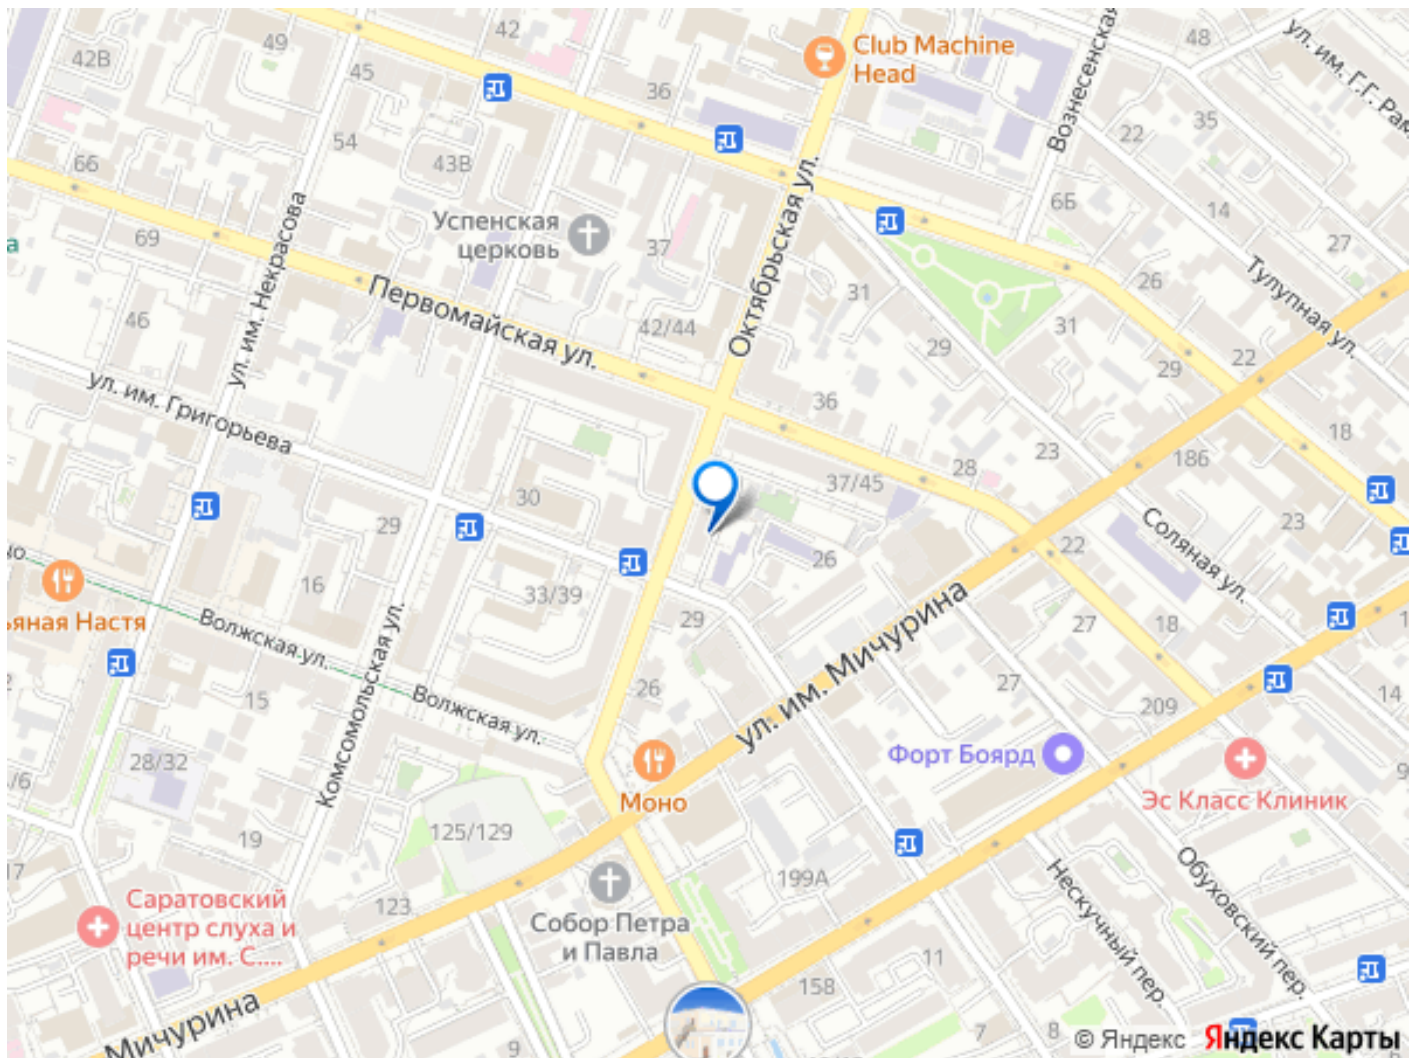 42
Club Machine
Head
48
ул. им. Г.Г. Рам
49
42В
45
36
Вознесенская
22
35
54
43В
66
Октябрьская ул.
6Б
14
Успенская
церковь
37
69
27
а
ул. им. Некрасова
Первомайская ул.
31
26
Тулупная ул.
46
42/44
31
29
22
29
ул. им. Григорьева
36
18
23
186
28
37/45
30
Соляная ул.
23
29
22
но
26
16
33/39
ьяная Настя
Волжская ул.
29
ул. им. Мичурина
27
18
1
Комсомольская ул.
15
26
27
14
Волжская ул.
209
28/32
/6
Форт Боярд
Моно
Эс Класс Клиник
9
125/129
19
17
199А
Нескучный пер.
Обуховский пер.
Саратовский
центр слуха и
речи им. С....
123
Собор Петра
и Павла
11
158
Мичурина
7
8
9
© Яндекс Яндекс Карты